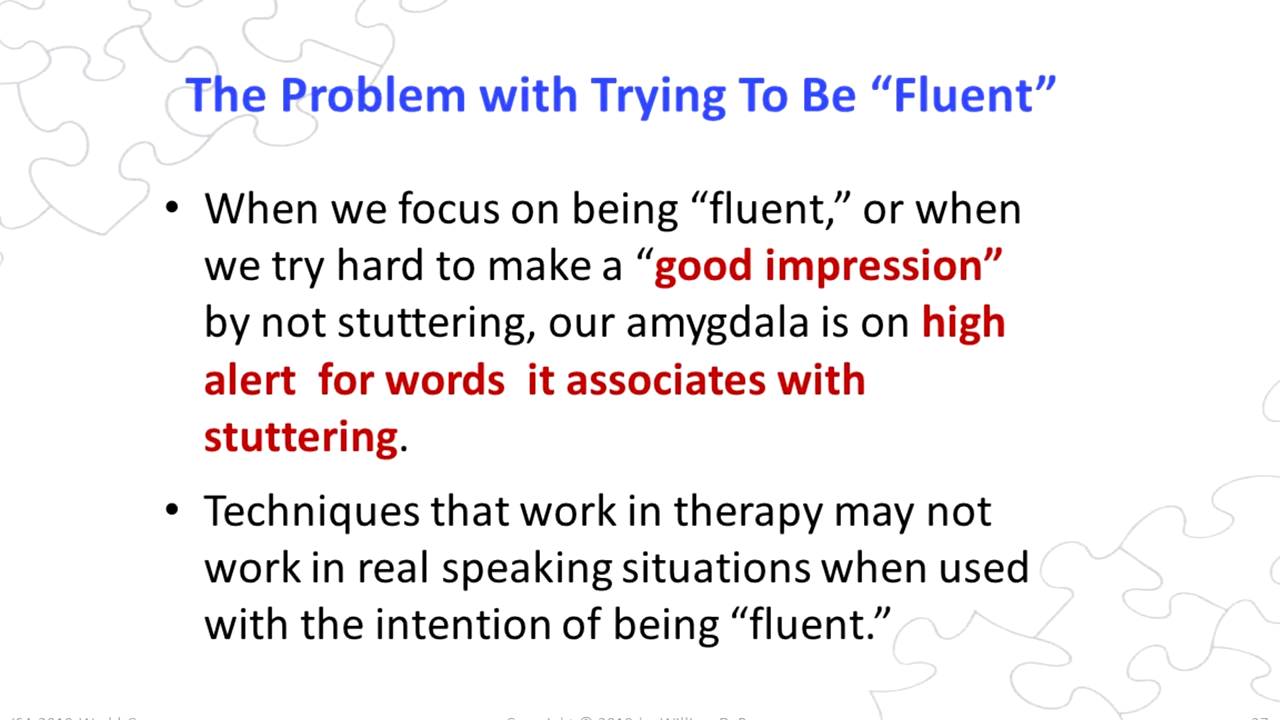 The Problem with Trying To Be “Fluent”
• When we focus on being “fluent,” or when
we try hard to make a “good impression”
by not stuttering, our amygdala is on high
alert for words it associates with
stuttering.
• Techniques that work in therapy may not
work in real speaking situations when used
with the intention of being “fluent.”